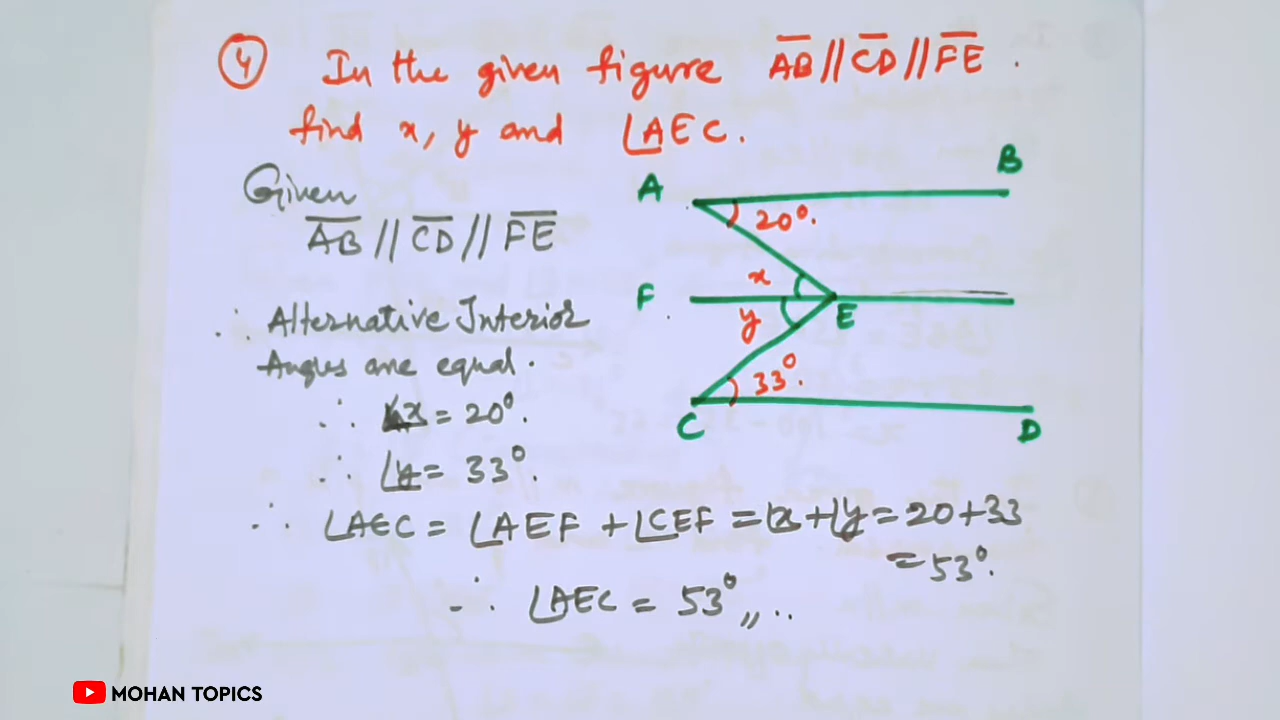 4 In the given figure AB // CD // FE .
find x, y and ∠AEC.
Given
AB // CD // FE
∴ Alternative Interior
Angles are equal.
∴ ∠x = 20°.
∴ ∠y = 33°.
∴ ∠AEC = ∠AEF + ∠CEF = ∠x + ∠y = 20 + 33
= 53°.
∴ ∠AEC = 53° ,, ..
A
B
20°.
x
F
E
y
33°.
C
D
MOHAN TOPICS